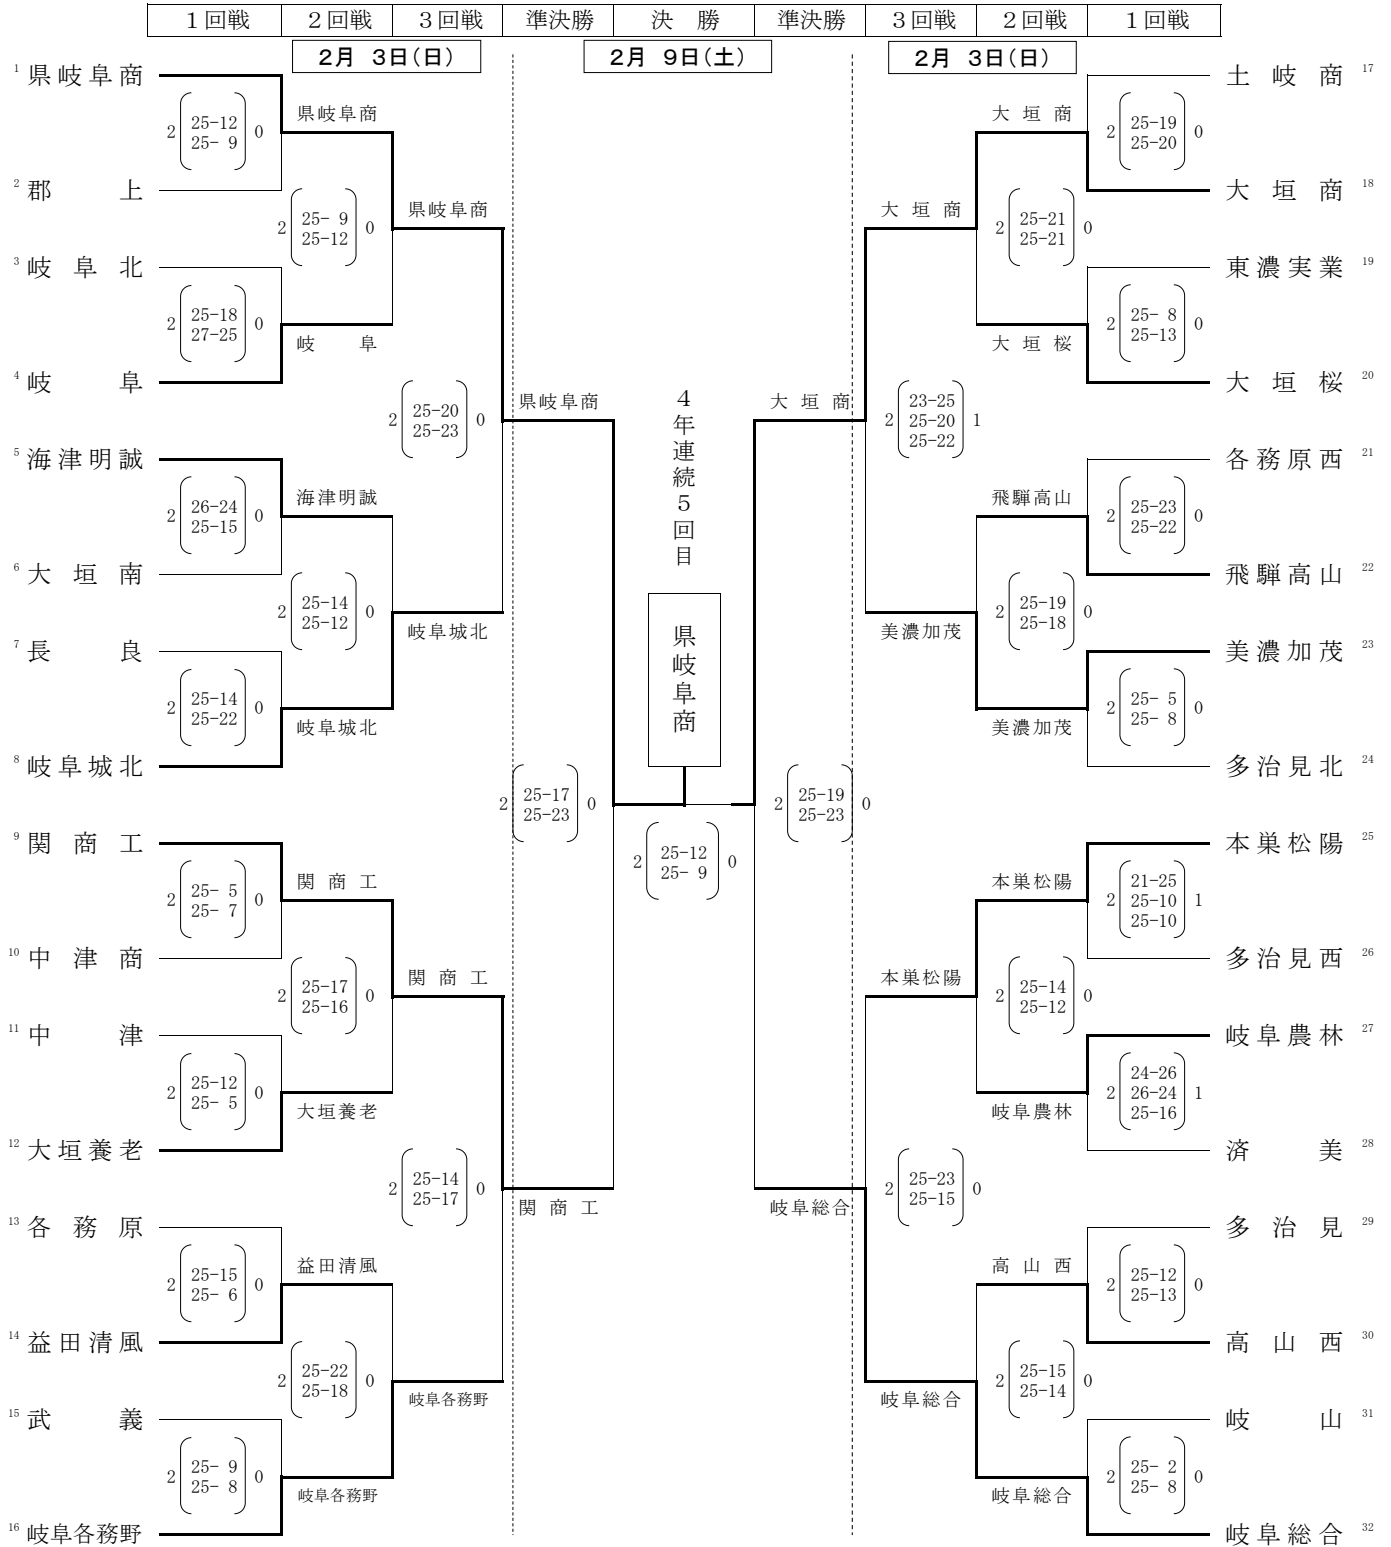 1回戦 2回戦 3回戦 準決勝 決 勝 準決勝 3回戦 2回戦 1回戦
2月 3日(日) 2月 9日(土) 2月 3日(日)
1 県岐阜商
2 25-12 0
25- 9
県岐阜商
2 郡 上
2 25- 9 0
25-12
県岐阜商
3 岐阜北
2 25-18 0
27-25
岐 阜
4 岐 阜
2 25-20 0
25-23
県岐阜商
5 海津明誠
2 26-24 0
25-15
海津明誠
6 大垣南
2 25-14 0
25-12
岐阜城北
7 長 良
2 25-14 0
25-22
岐阜城北
8 岐阜城北
2 25-17 0
25-23
9 関商工
2 25- 5 0
25- 7
関商工
10 中津商
2 25-17 0
25-16
関商工
11 中 津
2 25-12 0
25- 5
大垣養老
12 大垣養老
2 25-14 0
25-17
関商工
13 各務原
2 25-15 0
25- 6
益田清風
14 益田清風
2 25-22 0
25-18
岐阜各務野
15 武 義
2 25- 9 0
25- 8
岐阜各務野
16 岐阜各務野
4年連続5回目
県岐阜商
2 25-12 0
25- 9
土岐商 17
2 25-19 0
25-20
大垣商
大垣商 18
2 25-21 0
25-21
大垣商
東濃実業 19
2 25- 8 0
25-13
大垣桜
大垣桜 20
2 23-25 1
25-20
25-22
大垣商
各務原西 21
2 25-23 0
25-22
飛騨高山
飛騨高山 22
2 25-19 0
25-18
美濃加茂
美濃加茂 23
2 25- 5 0
25- 8
美濃加茂
多治見北 24
2 25-19 0
25-23
本巣松陽 25
2 21-25 1
25-10
25-10
本巣松陽
多治見西 26
2 25-14 0
25-12
本巣松陽
岐阜農林 27
2 24-26 1
26-24
25-16
岐阜農林
済 美 28
2 25-23 0
25-15
岐阜総合
多治見 29
2 25-12 0
25-13
高山西
高山西 30
2 25-15 0
25-14
岐阜総合
岐 山 31
2 25- 2 0
25- 8
岐阜総合
岐阜総合 32